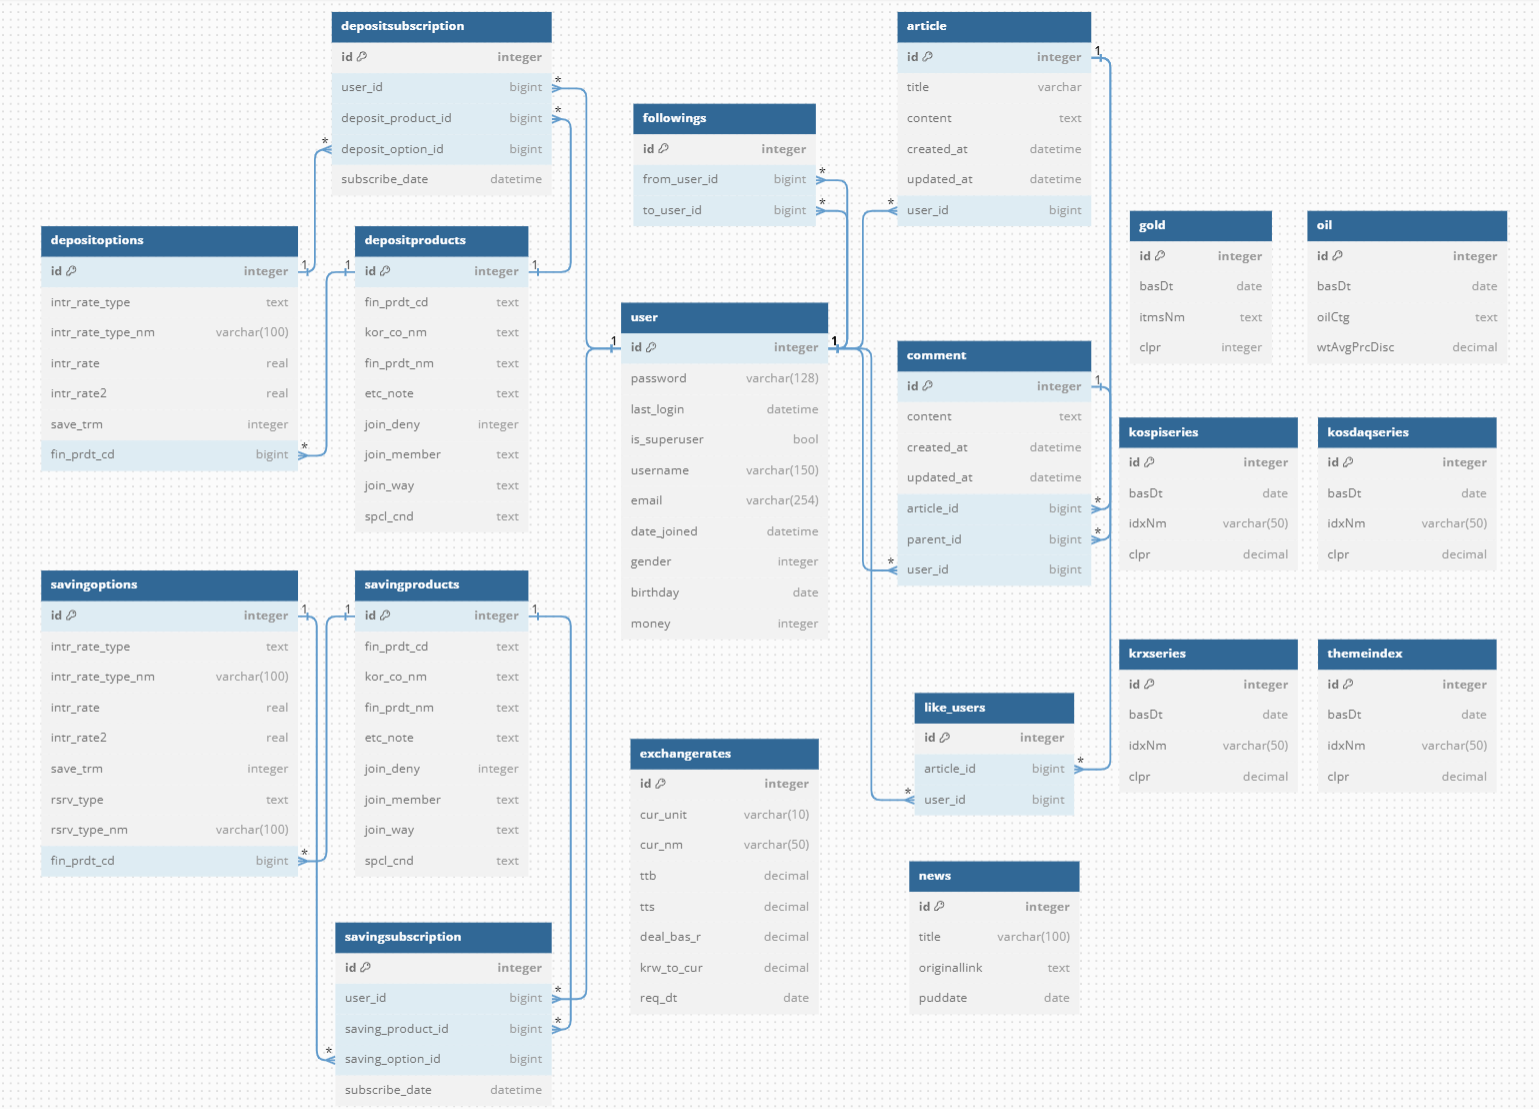 depositsubscription
id integer
user_id bigint
deposit_product_id bigint
deposit_option_id bigint
subscribe_date datetime
article
id integer
title varchar
content text
created_at datetime
updated_at datetime
user_id bigint
followings
id integer
from_user_id bigint
to_user_id bigint
depositoptions
id integer
intr_rate_type text
intr_rate_type_nm varchar(100)
intr_rate real
intr_rate2 real
save_trm integer
fin_prdt_cd bigint
depositproducts
id integer
fin_prdt_cd text
kor_co_nm text
fin_prdt_nm text
etc_note text
join_deny integer
join_member text
join_way text
spcl_cnd text
user
id integer
password varchar(128)
last_login datetime
is_superuser bool
username varchar(150)
email varchar(254)
date_joined datetime
gender integer
birthday date
money integer
gold
id integer
basDt date
itmsNm text
clpr integer
oil
id integer
basDt date
oilCtg text
wtAvgPrcDisc decimal
comment
id integer
content text
created_at datetime
updated_at datetime
article_id bigint
parent_id bigint
user_id bigint
kospiseries
id integer
basDt date
idxNm varchar(50)
clpr decimal
kosdaqseries
id integer
basDt date
idxNm varchar(50)
clpr decimal
savingoptions
id integer
intr_rate_type text
intr_rate_type_nm varchar(100)
intr_rate real
intr_rate2 real
save_trm integer
rsrv_type text
rsrv_type_nm varchar(100)
fin_prdt_cd bigint
savingproducts
id integer
fin_prdt_cd text
kor_co_nm text
fin_prdt_nm text
etc_note text
join_deny integer
join_member text
join_way text
spcl_cnd text
krxseries
id integer
basDt date
idxNm varchar(50)
clpr decimal
themeindex
id integer
basDt date
idxNm varchar(50)
clpr decimal
like_users
id integer
article_id bigint
user_id bigint
exchangerates
id integer
cur_unit varchar(10)
cur_nm varchar(50)
ttb decimal
tts decimal
deal_bas_r decimal
krw_to_cur decimal
req_dt date
news
id integer
title varchar(100)
originallink text
puddate date
savingsubscription
id integer
user_id bigint
saving_product_id bigint
saving_option_id bigint
subscribe_date datetime